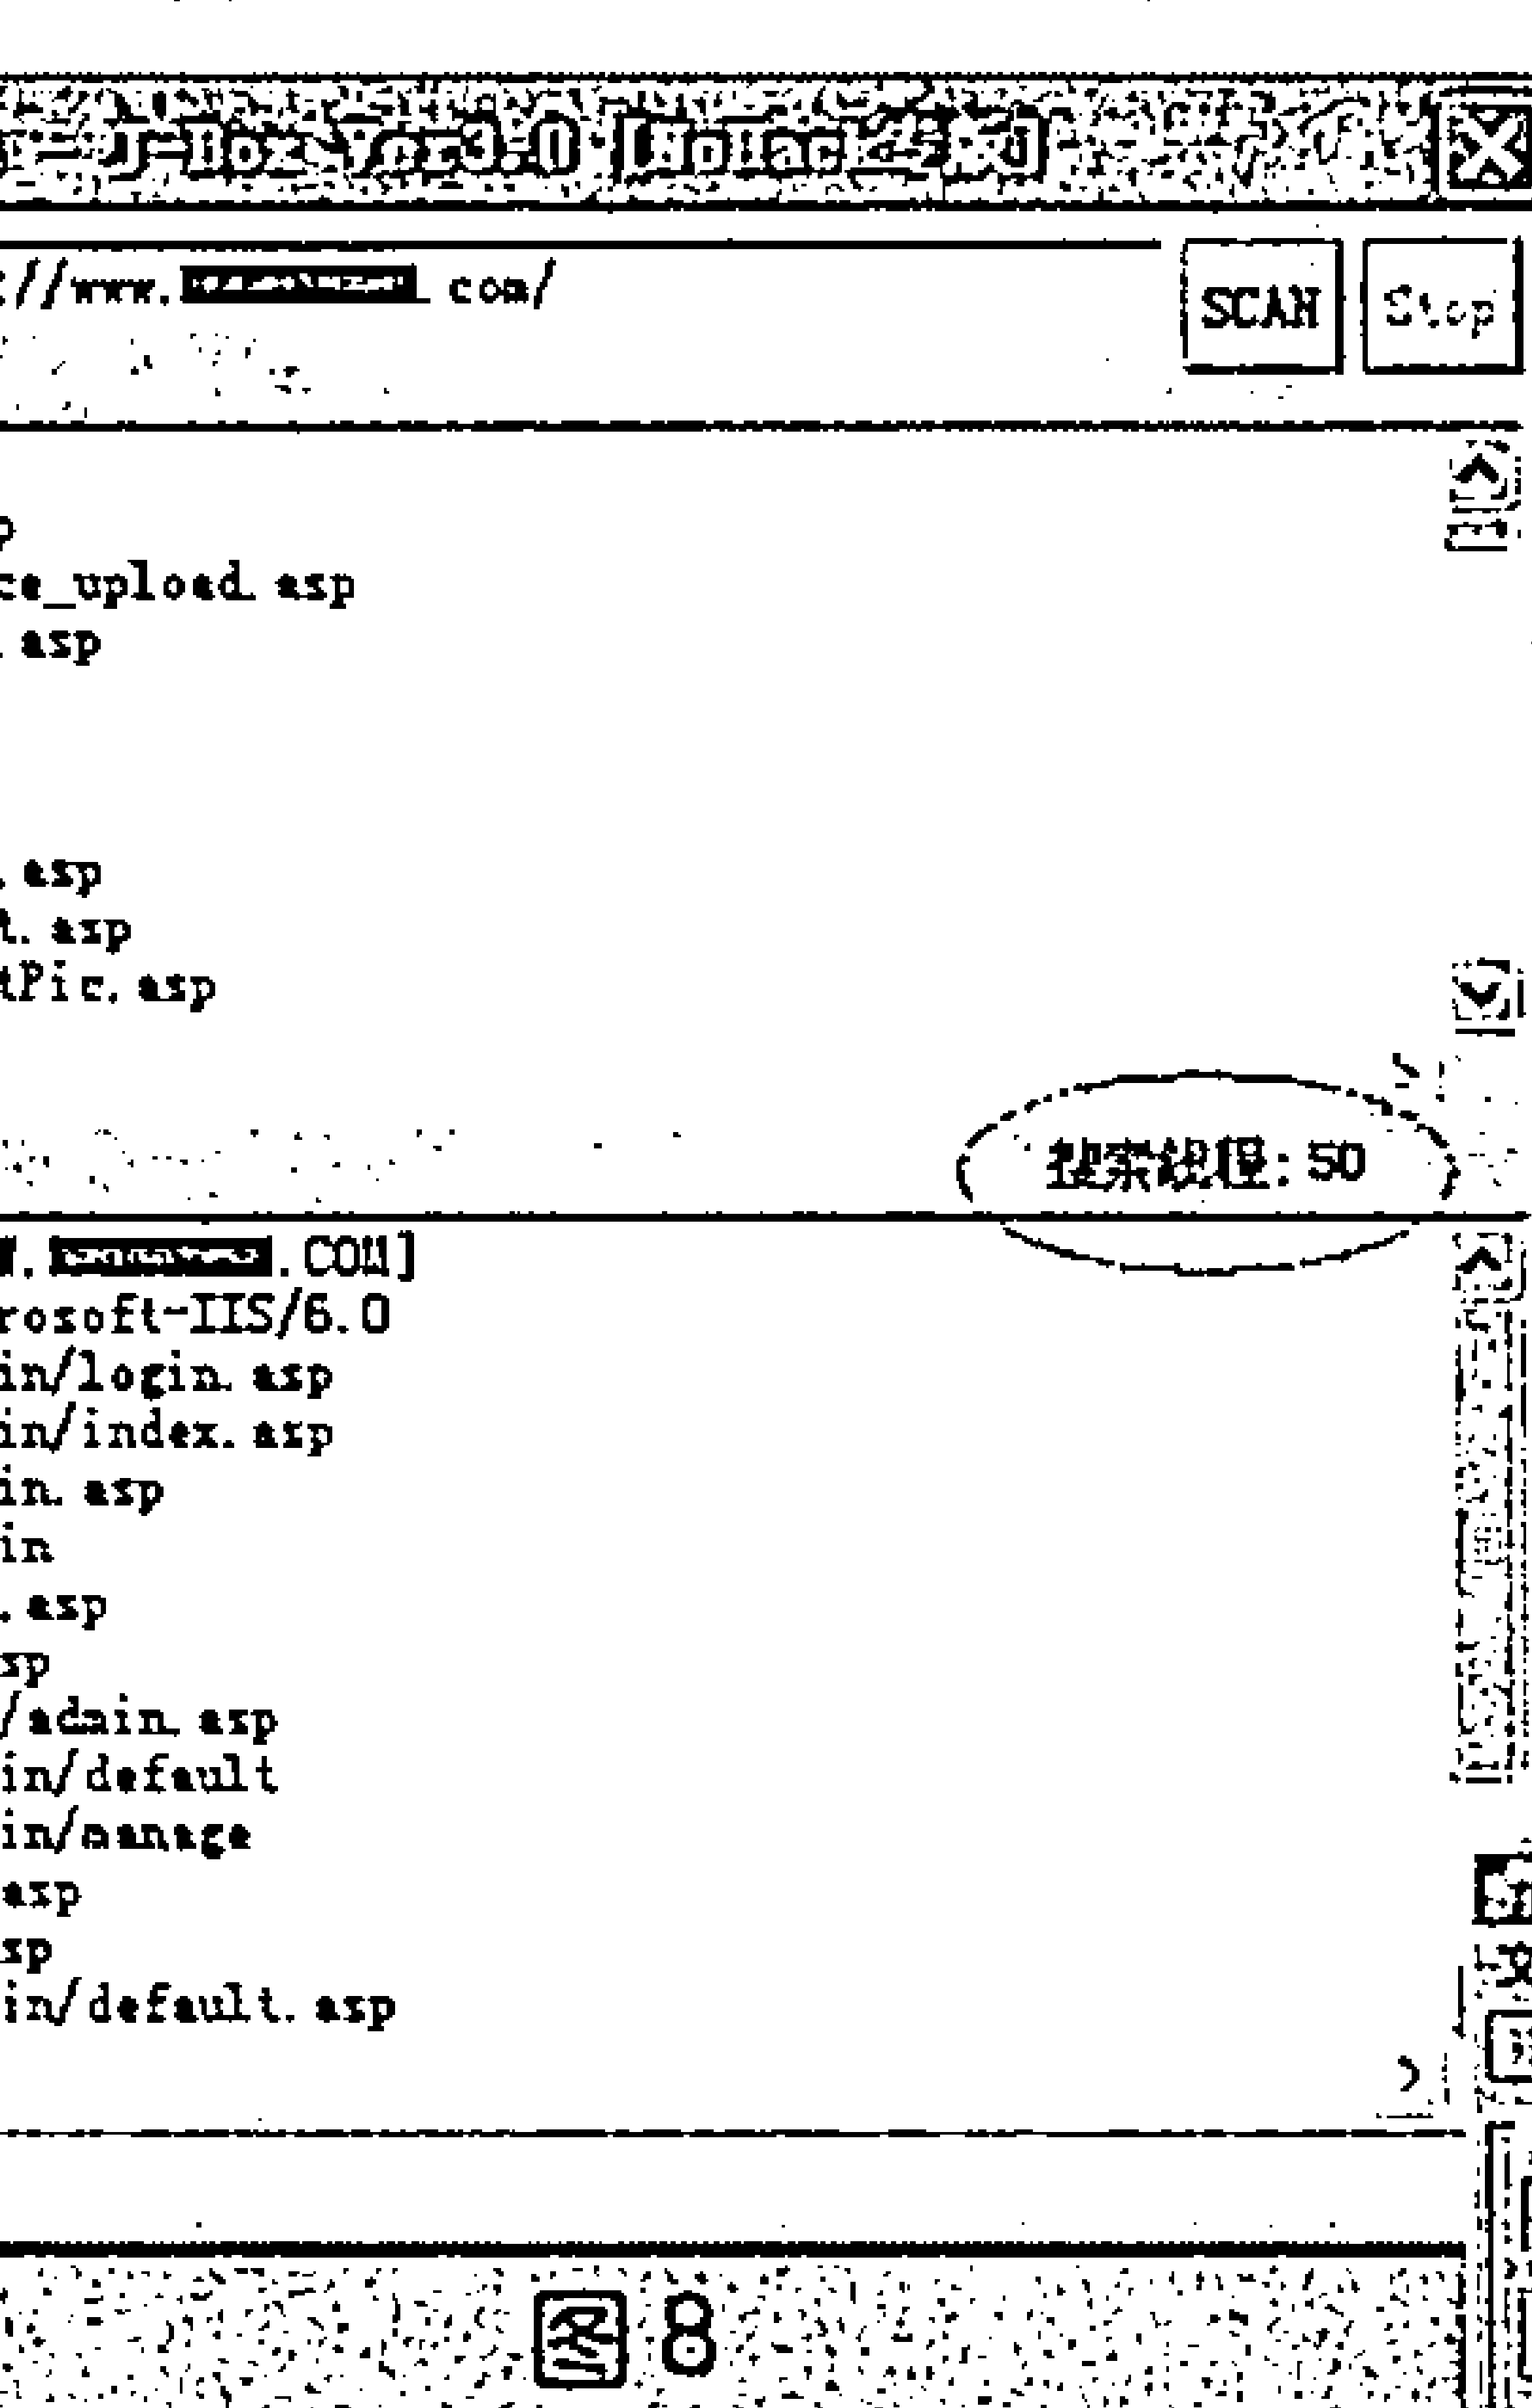 ://www. .com/
SCAN
Stop
p
ce_upload.asp
.asp
.asp
t.asp
tPic.asp
搜索线程:50
W. .COM]
rosoft-IIS/6.0
in/login.asp
in/index.asp
in.asp
in
.asp
sp
/admin.asp
in/default
in/manage
asp
sp
in/default.asp
图 8